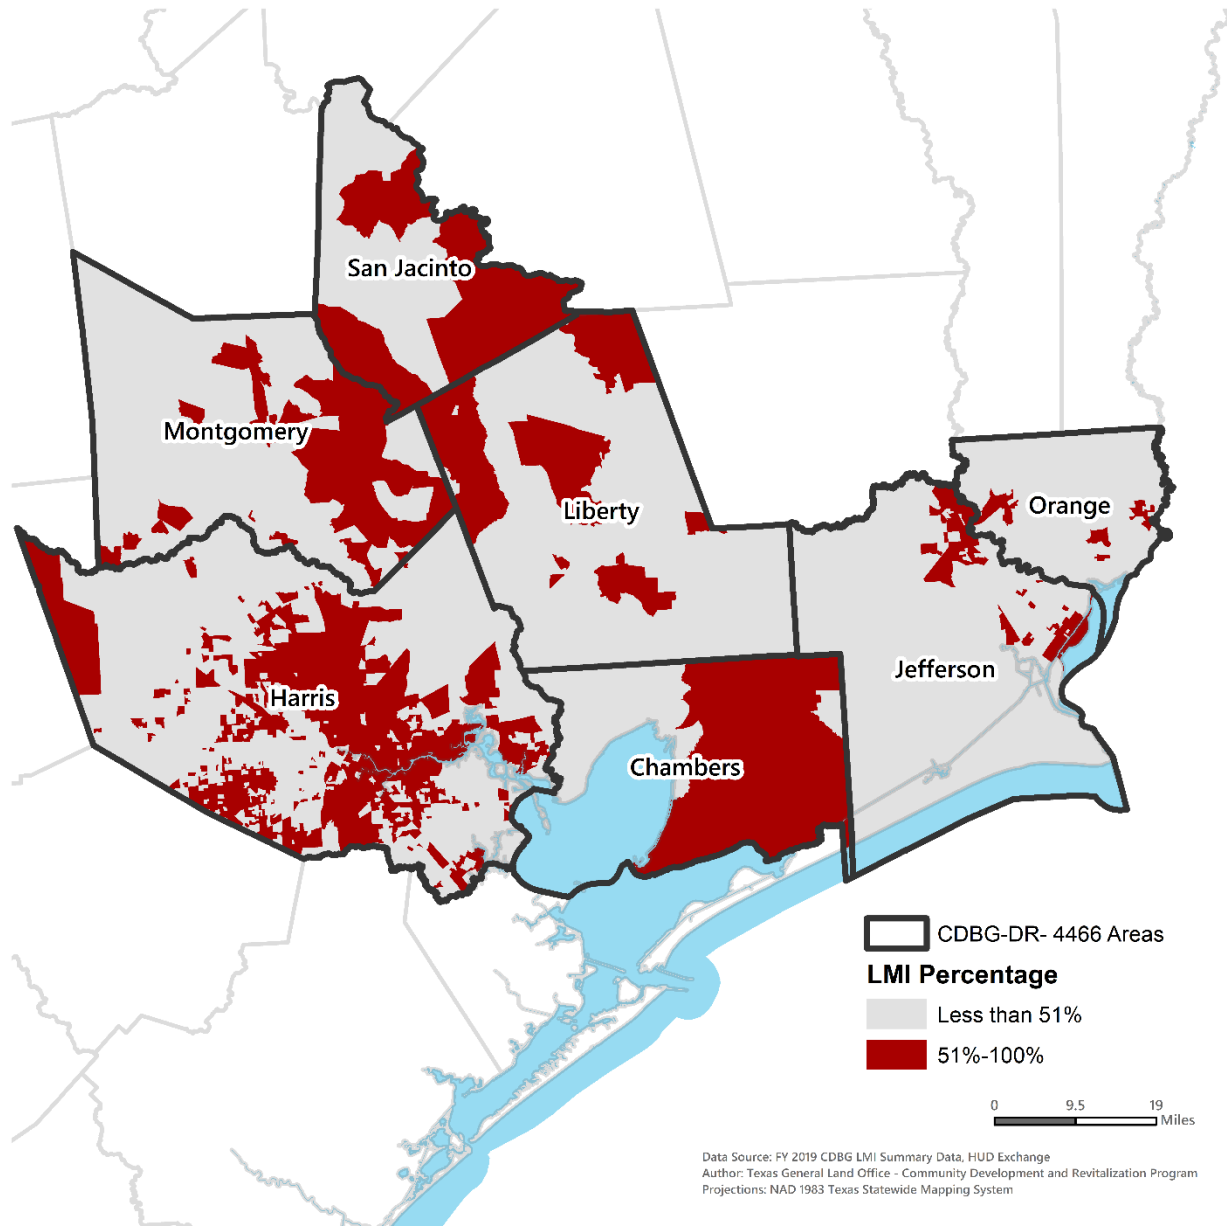 San Jacinto
Montgomery
Liberty
Orange
Jefferson
Harris
Chambers
CDBG-DR- 4466 Areas
LMI Percentage
Less than 51%
51%-100%
0 9.5 19
Miles
Data Source: FY 2019 CDBG LMI Summary Data, HUD Exchange
Author: Texas General Land Office - Community Development and Revitalization Program
Projections: NAD 1983 Texas Statewide Mapping System